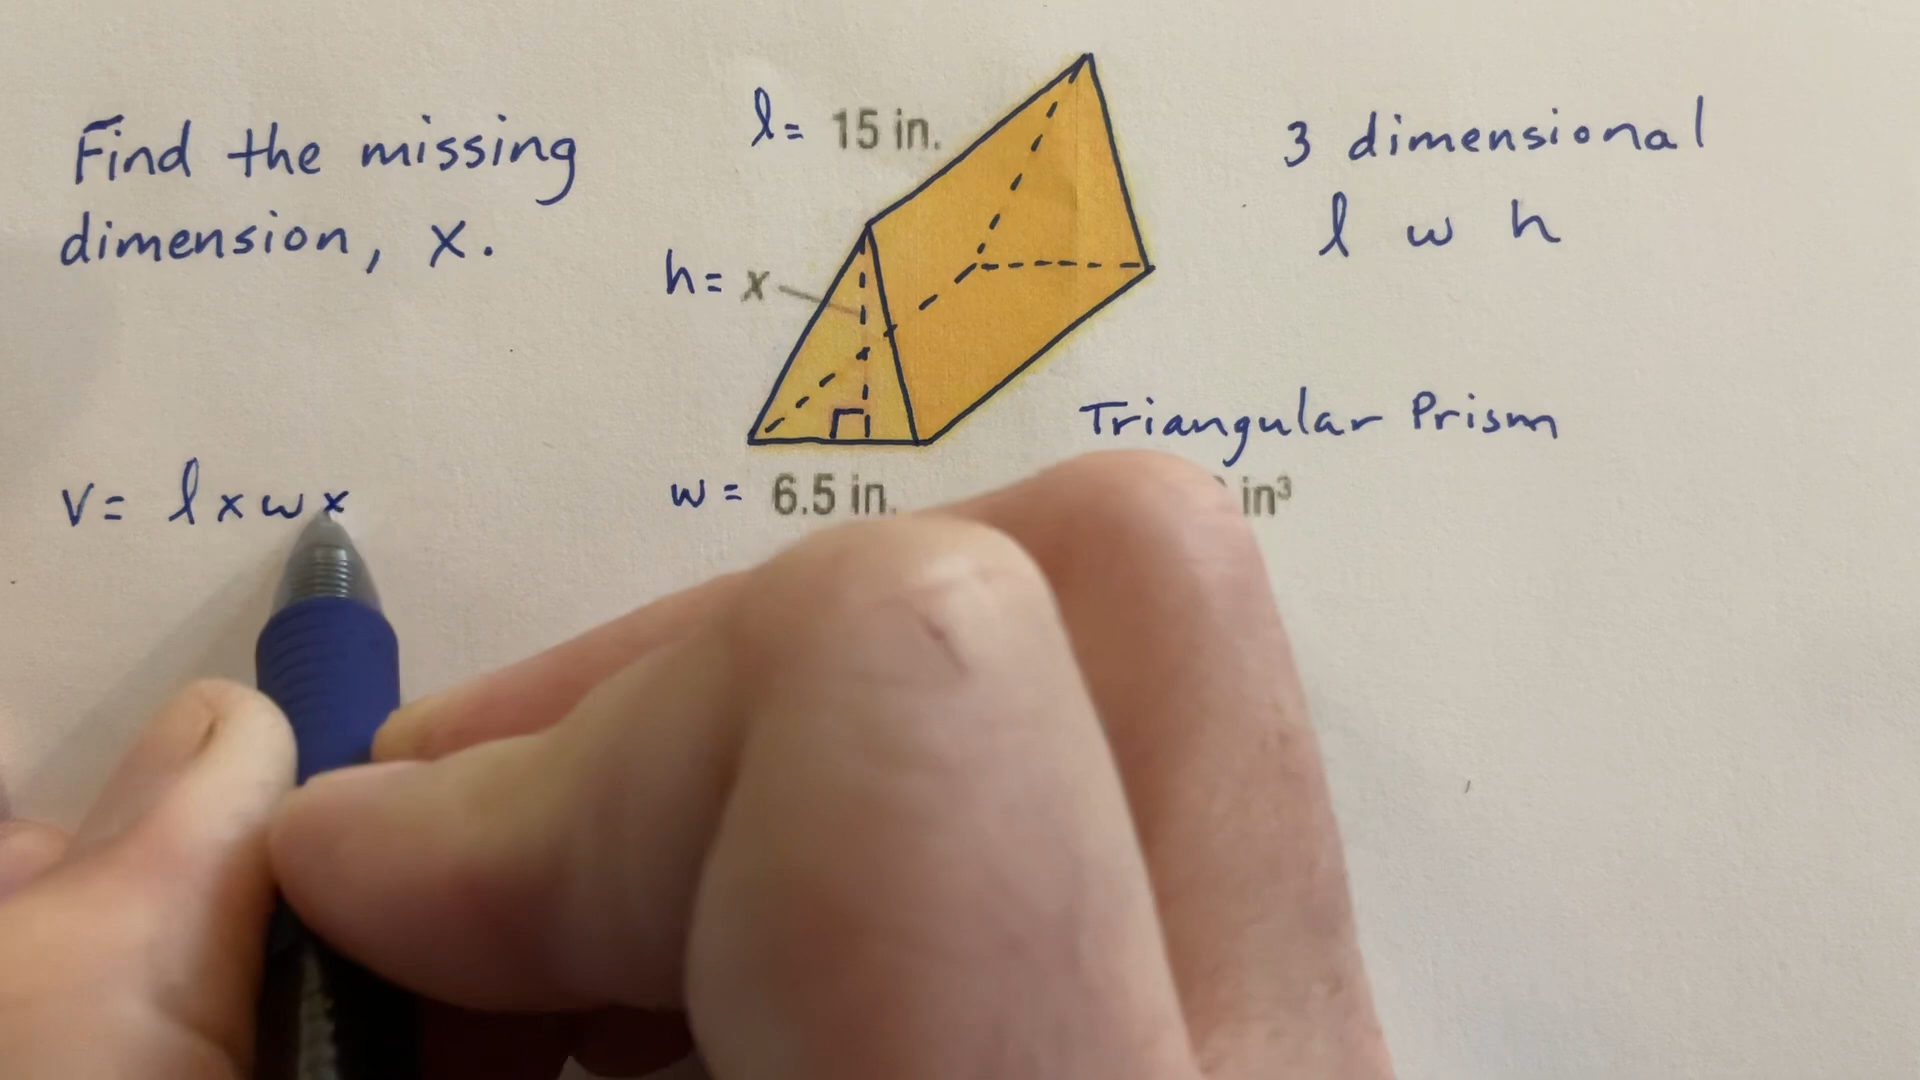 Find the missing
dimension, x.
l= 15 in.
3 dimensional
l w h
h= x
Triangular Prism
v= l x w x
w = 6.5 in.
in³